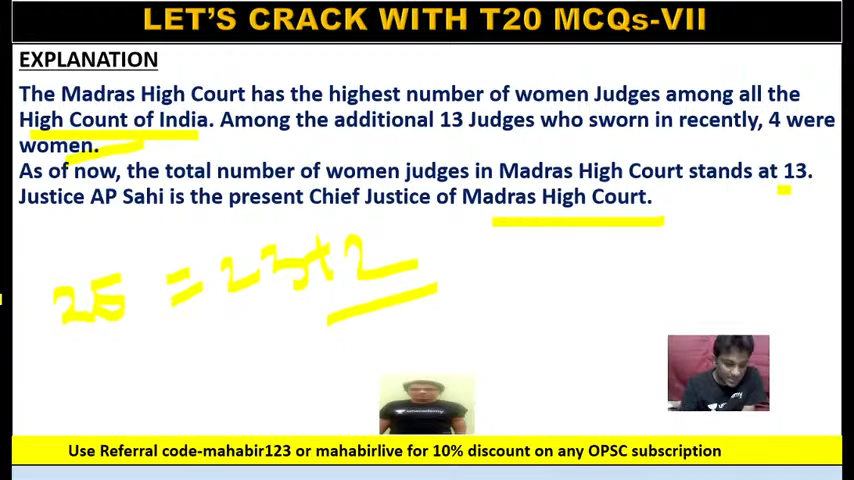 LET'S CRACK WITH T20 MCQs-VII
EXPLANATION
The Madras High Court has the highest number of women Judges among all the
High Count of India. Among the additional 13 Judges who sworn in recently, 4 were
women.
As of now, the total number of women judges in Madras High Court stands at 13.
Justice AP Sahi is the present Chief Justice of Madras High Court.
25 = 23+2
Use Referral code-mahabir123 or mahabirlive for 10% discount on any OPSC subscription